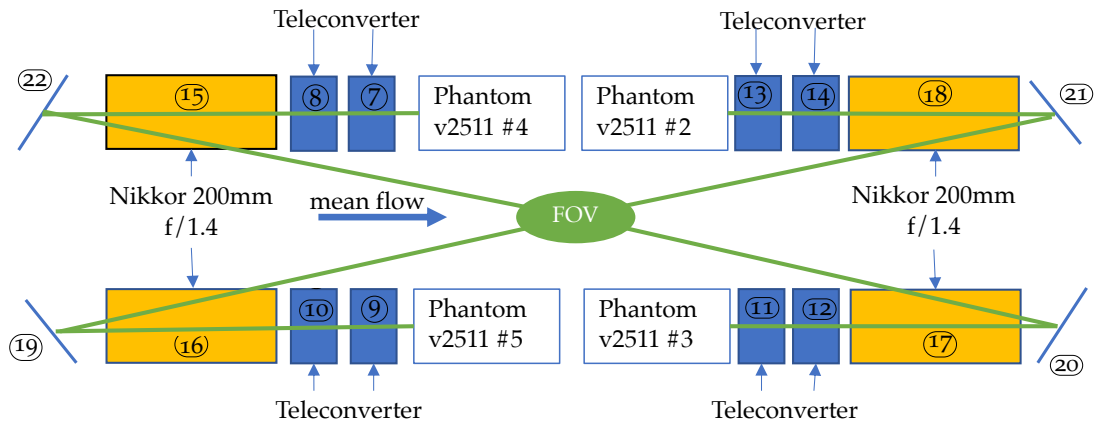 Teleconverter
Teleconverter
㉒
⑮
⑧
⑦
Phantom
v2511 #4
Phantom
v2511 #2
⑬
⑭
⑱
㉑
Nikkor 200mm
f/1.4
mean flow
FOV
Nikkor 200mm
f/1.4
⑲
⑯
⑩
⑨
Phantom
v2511 #5
Phantom
v2511 #3
⑪
⑫
⑰
⑳
Teleconverter
Teleconverter